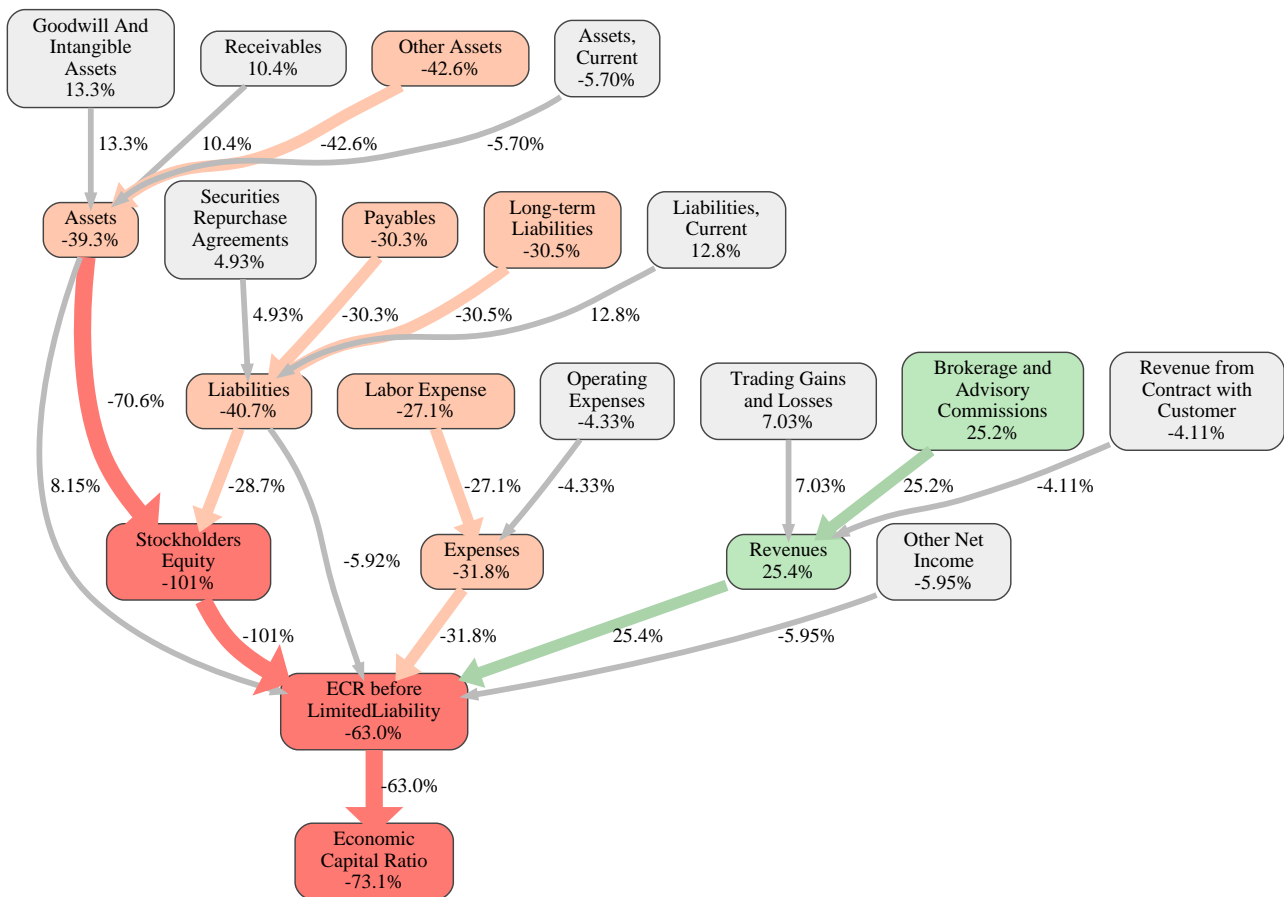 Goodwill And
Intangible
Assets
13.3%
Receivables
10.4%
Other Assets
-42.6%
Assets,
Current
-5.70%
13.3%
10.4%
-42.6%
-5.70%
Assets
-39.3%
Securities
Repurchase
Agreements
4.93%
Payables
-30.3%
Long-term
Liabilities
-30.5%
Liabilities,
Current
12.8%
4.93%
-30.3%
-30.5%
12.8%
Liabilities
-40.7%
Labor Expense
-27.1%
Operating
Expenses
-4.33%
Trading Gains
and Losses
7.03%
Brokerage and
Advisory
Commissions
25.2%
Revenue from
Contract with
Customer
-4.11%
-70.6%
8.15%
-28.7%
-27.1%
-4.33%
7.03%
25.2%
-4.11%
Stockholders
Equity
-101%
-5.92%
Expenses
-31.8%
Revenues
25.4%
Other Net
Income
-5.95%
-101%
-31.8%
25.4%
-5.95%
ECR before
LimitedLiability
-63.0%
-63.0%
Economic
Capital Ratio
-73.1%